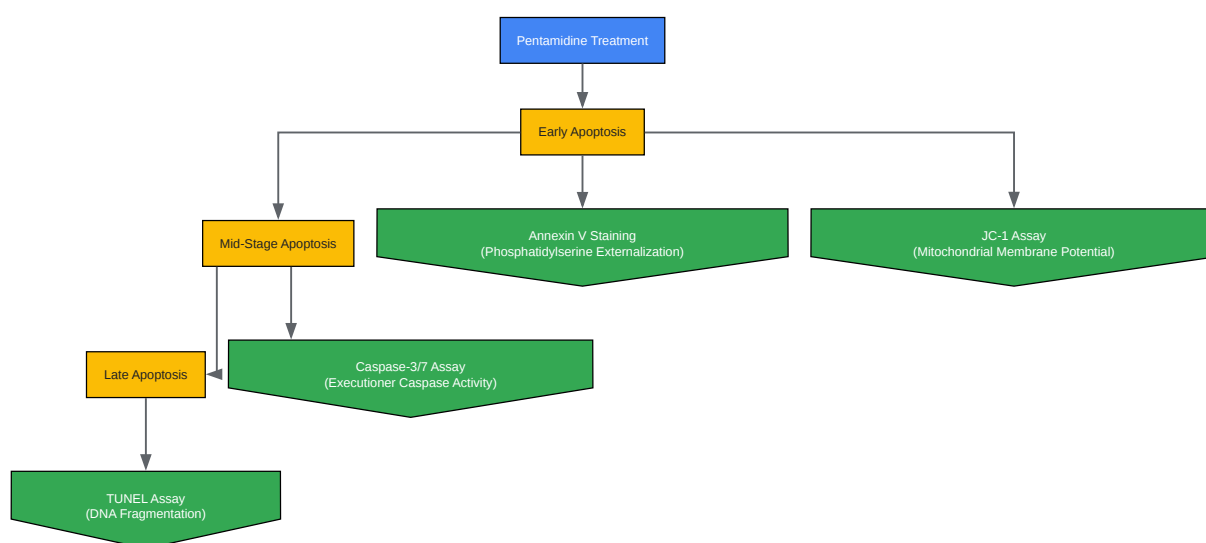 Pentamidine Treatment
Early Apoptosis
Mid-Stage Apoptosis
Annexin V Staining
(Phosphatidylserine Externalization)
JC-1 Assay
(Mitochondrial Membrane Potential)
Late Apoptosis
Caspase-3/7 Assay
(Executioner Caspase Activity)
TUNEL Assay
(DNA Fragmentation)